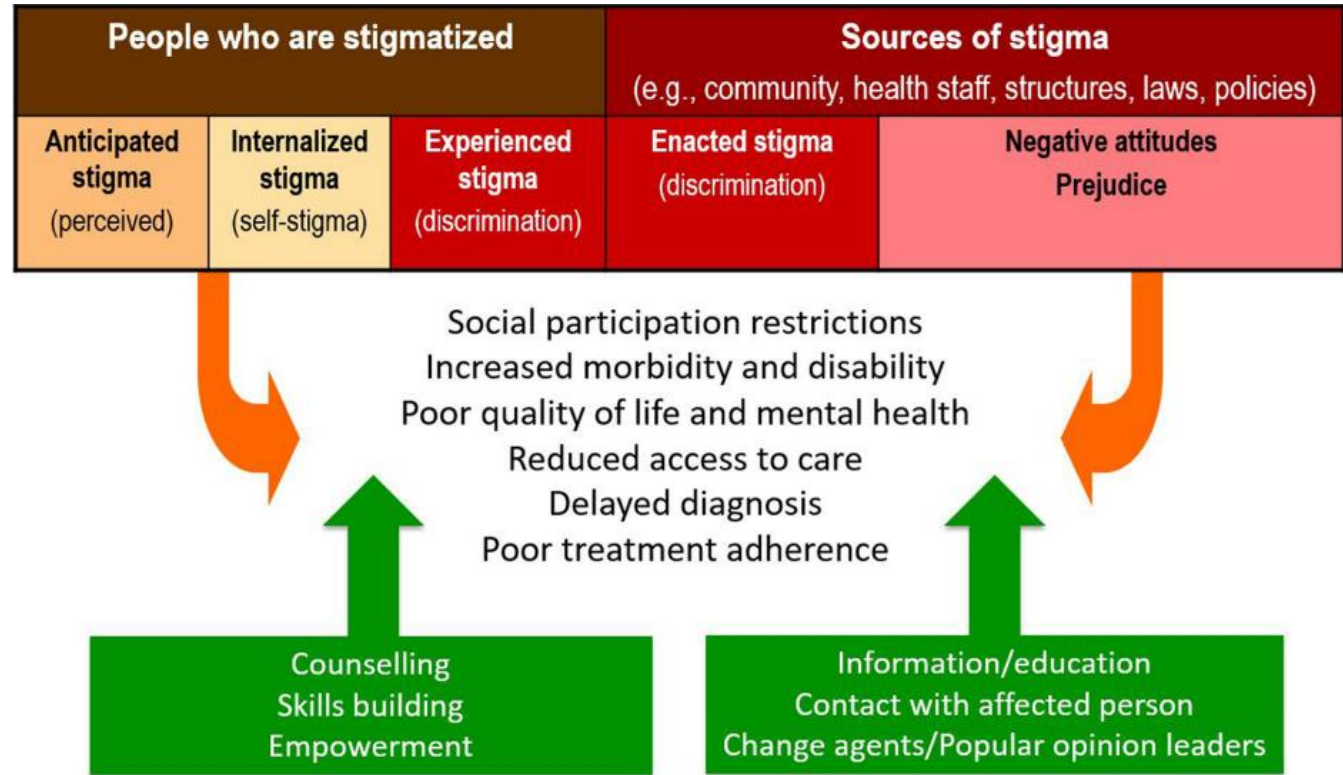 People who are stigmatized
Sources of stigma
(e.g., community, health staff, structures, laws, policies)
Anticipated
stigma
(perceived)
Internalized
stigma
(self-stigma)
Experienced
stigma
(discrimination)
Enacted stigma
(discrimination)
Negative attitudes
Prejudice
Social participation restrictions
Increased morbidity and disability
Poor quality of life and mental health
Reduced access to care
Delayed diagnosis
Poor treatment adherence
Counselling
Skills building
Empowerment
Information/education
Contact with affected person
Change agents/Popular opinion leaders